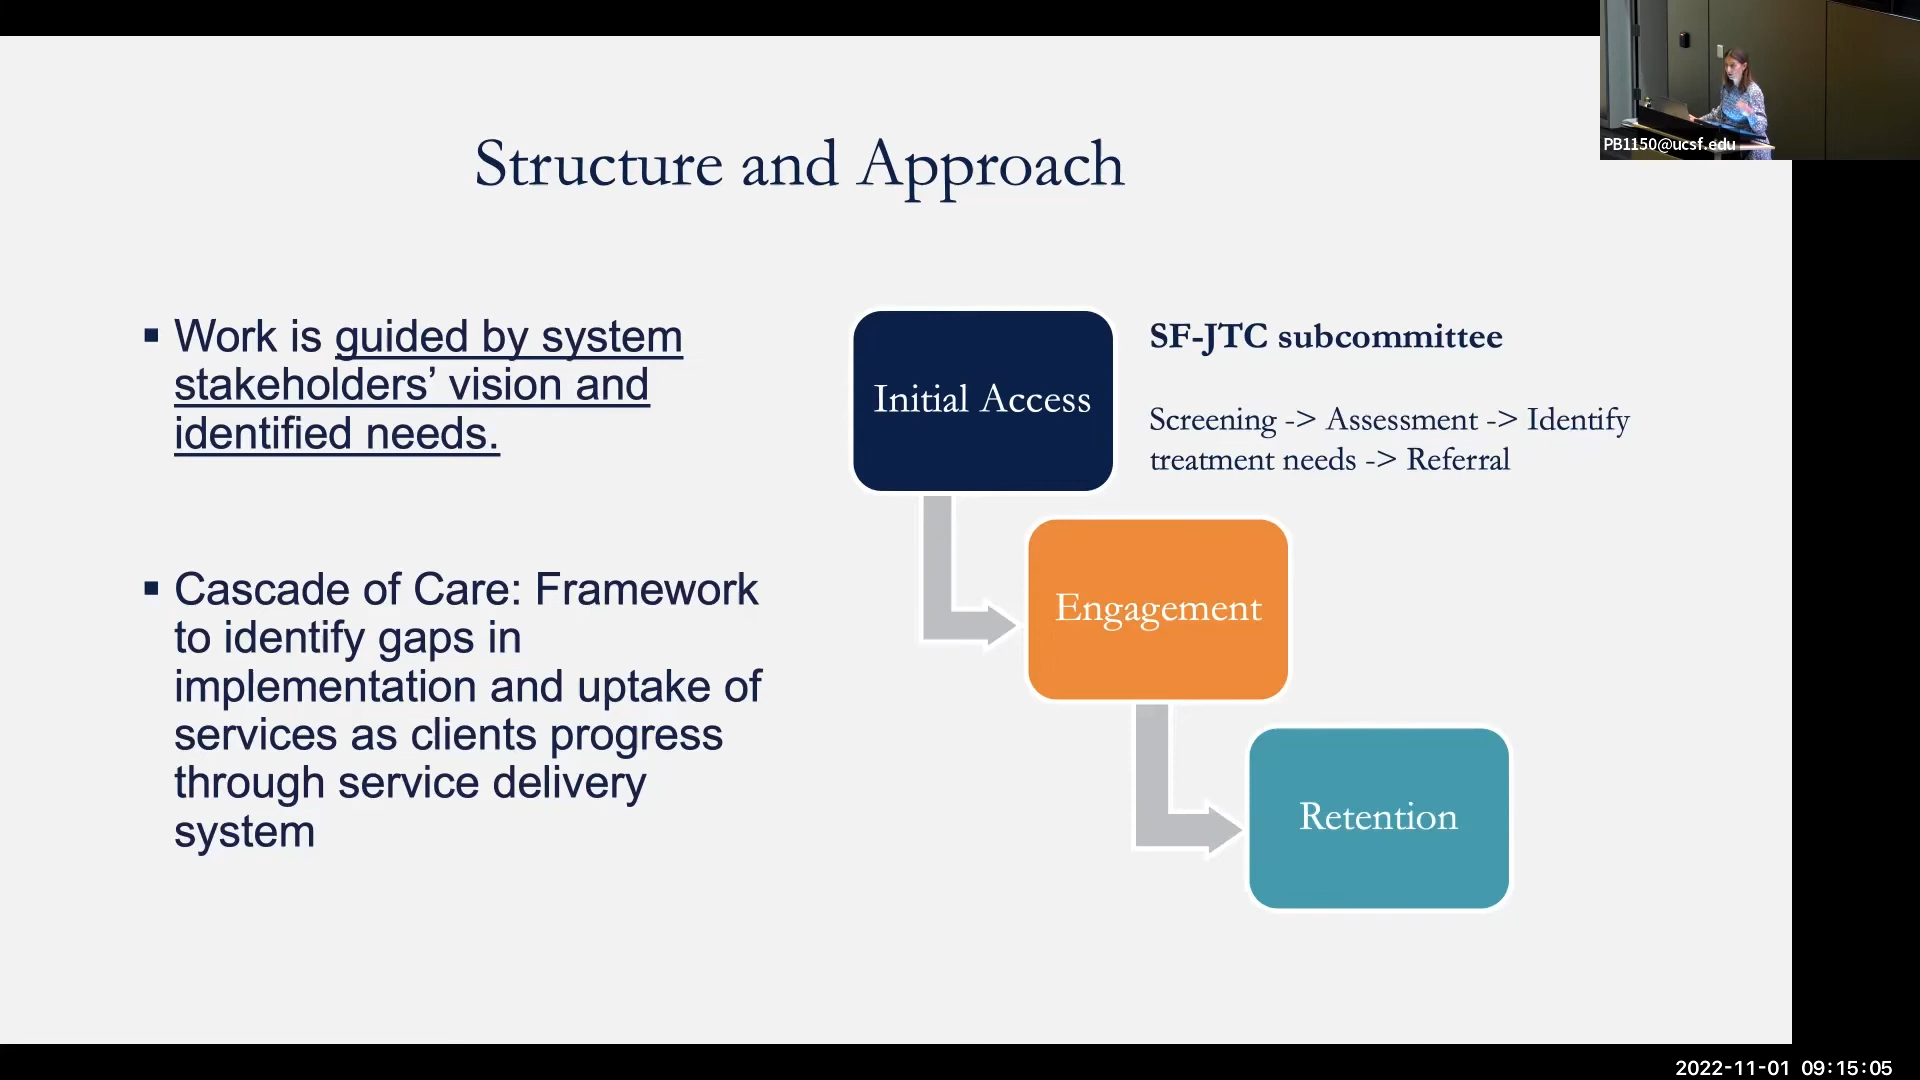 PB1150@ucsf.edu
Structure and Approach
▪ Work is guided by system
stakeholders’ vision and
identified needs.
▪ Cascade of Care: Framework
to identify gaps in
implementation and uptake of
services as clients progress
through service delivery
system
Initial Access
SF-JTC subcommittee
Screening -> Assessment -> Identify
treatment needs -> Referral
Engagement
Retention
2022-11-01 09:15:05